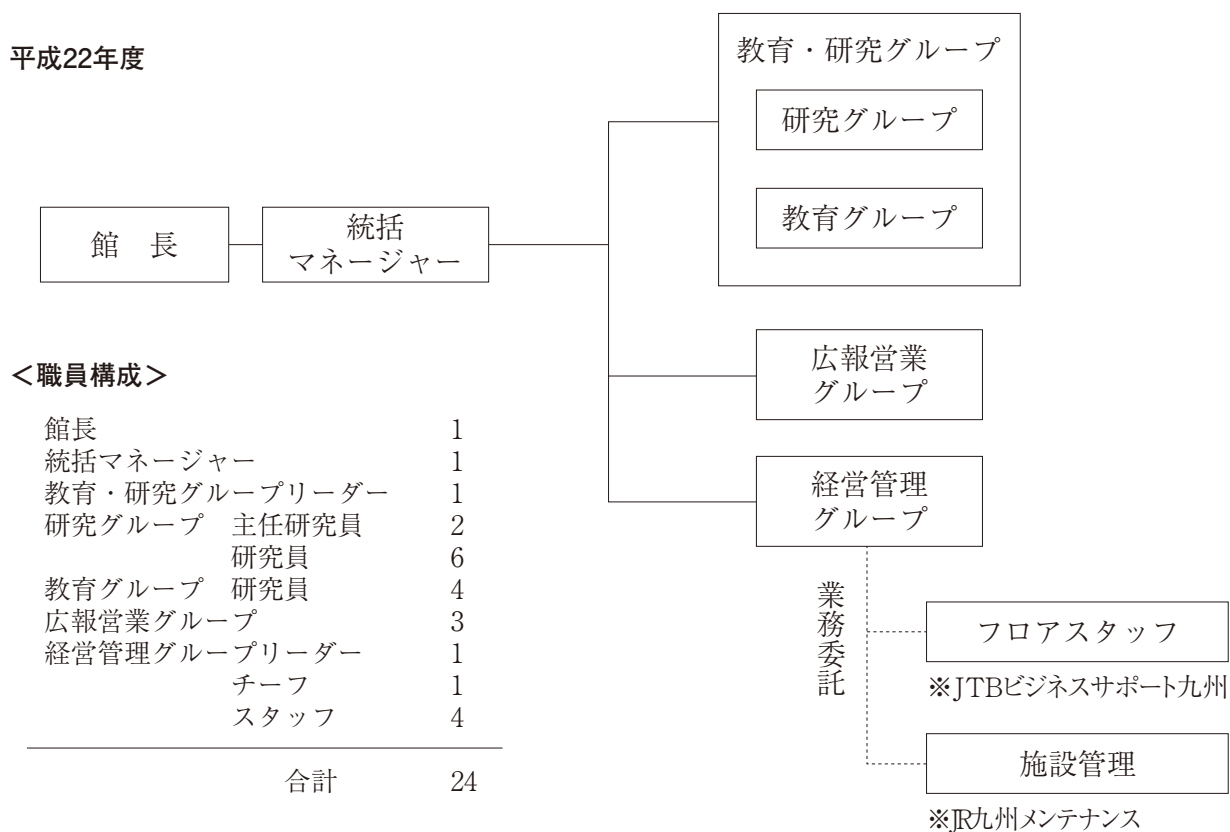 平成22年度
館　長
統括
マネージャー
教育・研究グループ
研究グループ
教育グループ
広報営業
グループ
経営管理
グループ
業務委託
フロアスタッフ
※JTBビジネスサポート九州
施設管理
※JR九州メンテナンス
＜職員構成＞
館長 1
統括マネージャー 1
教育・研究グループリーダー 1
研究グループ　主任研究員 2
研究員 6
教育グループ　研究員 4
広報営業グループ 3
経営管理グループリーダー 1
チーフ 1
スタッフ 4
合計 24